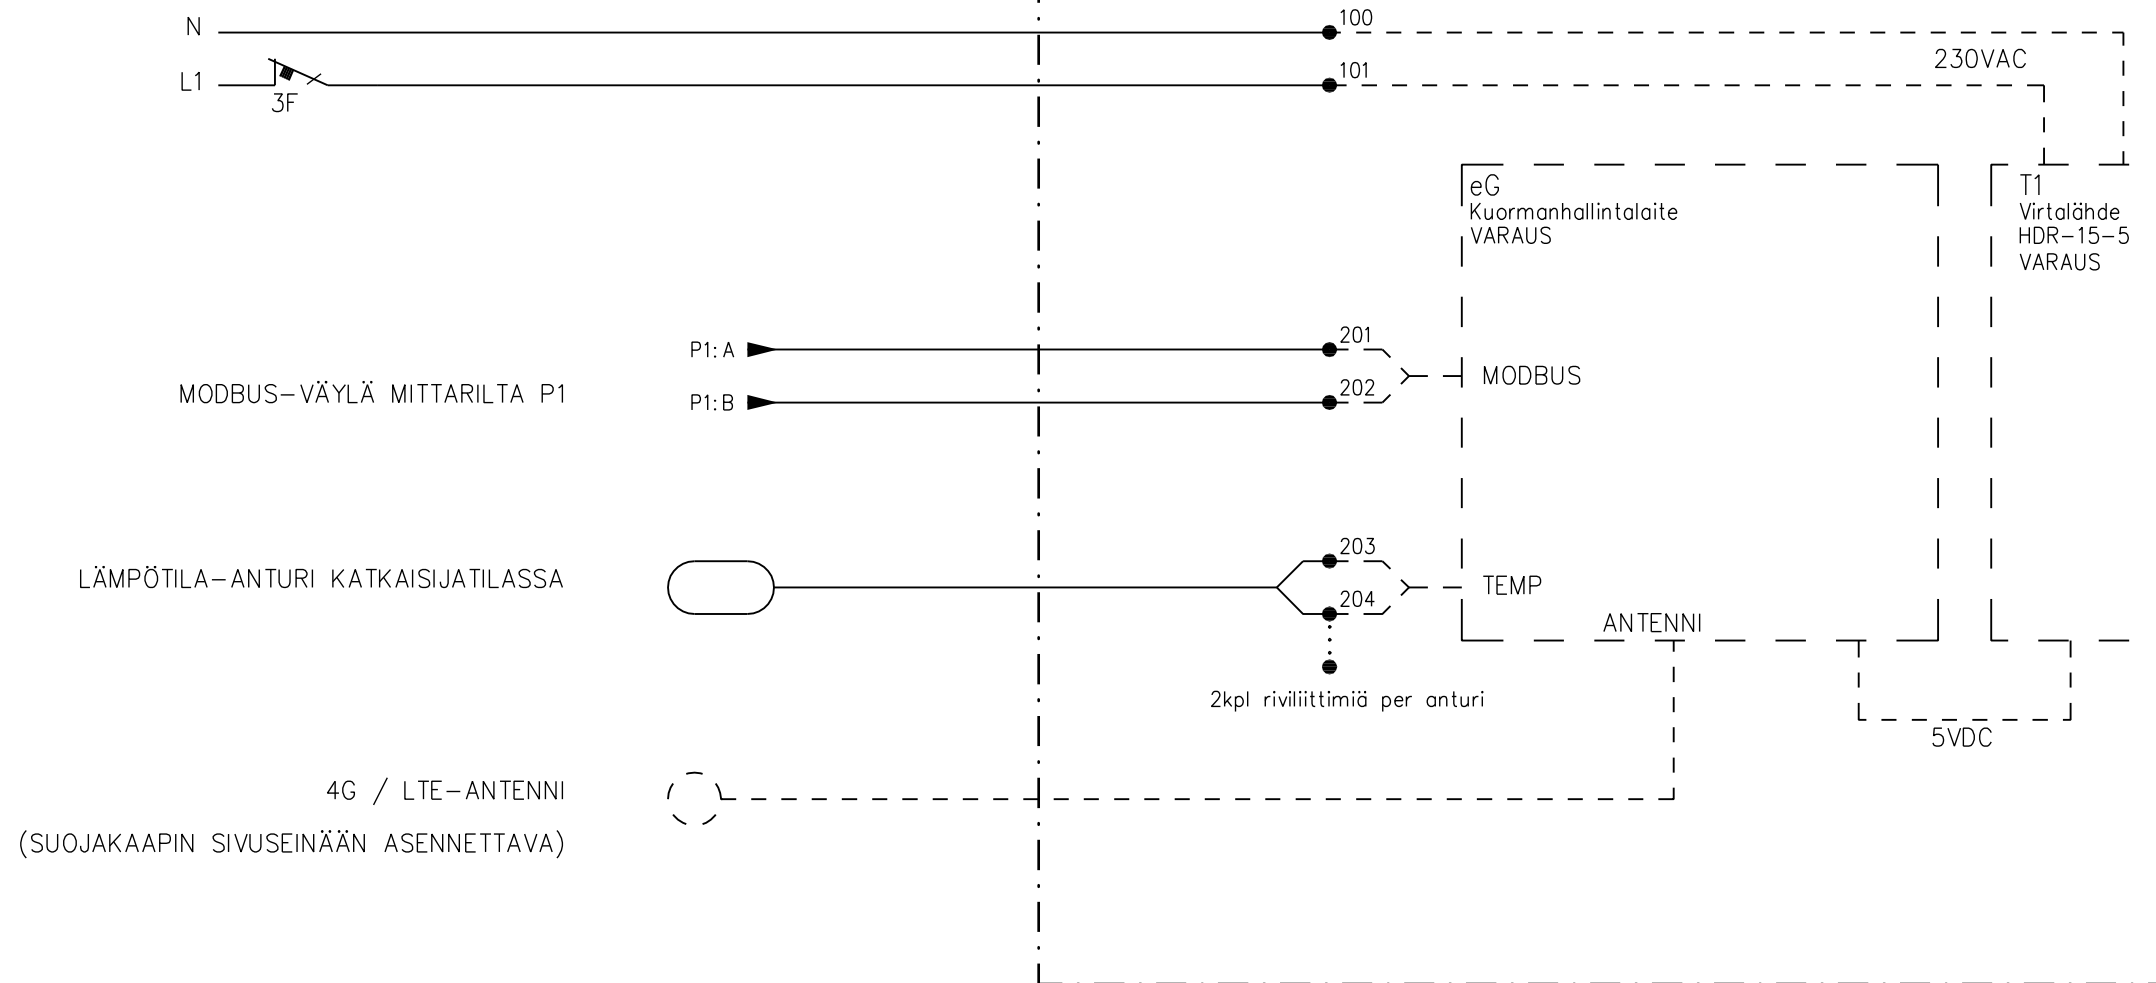 N
100
L1
3F
101
230VAC
eG
Kuormanhallintalaite
VARAUS
T1
Virtalähde
HDR-15-5
VARAUS
MODBUS-VÄYLÄ MITTARILTA P1
P1:A
P1:B
201
202
MODBUS
LÄMPÖTILA-ANTURI KATKAISIJATILASSA
203
204
TEMP
ANTENNI
2kpl riviliittimiä per anturi
5VDC
4G / LTE-ANTENNI
(SUOJAKAAPIN SIVUSEINÄÄN ASENNETTAVA)